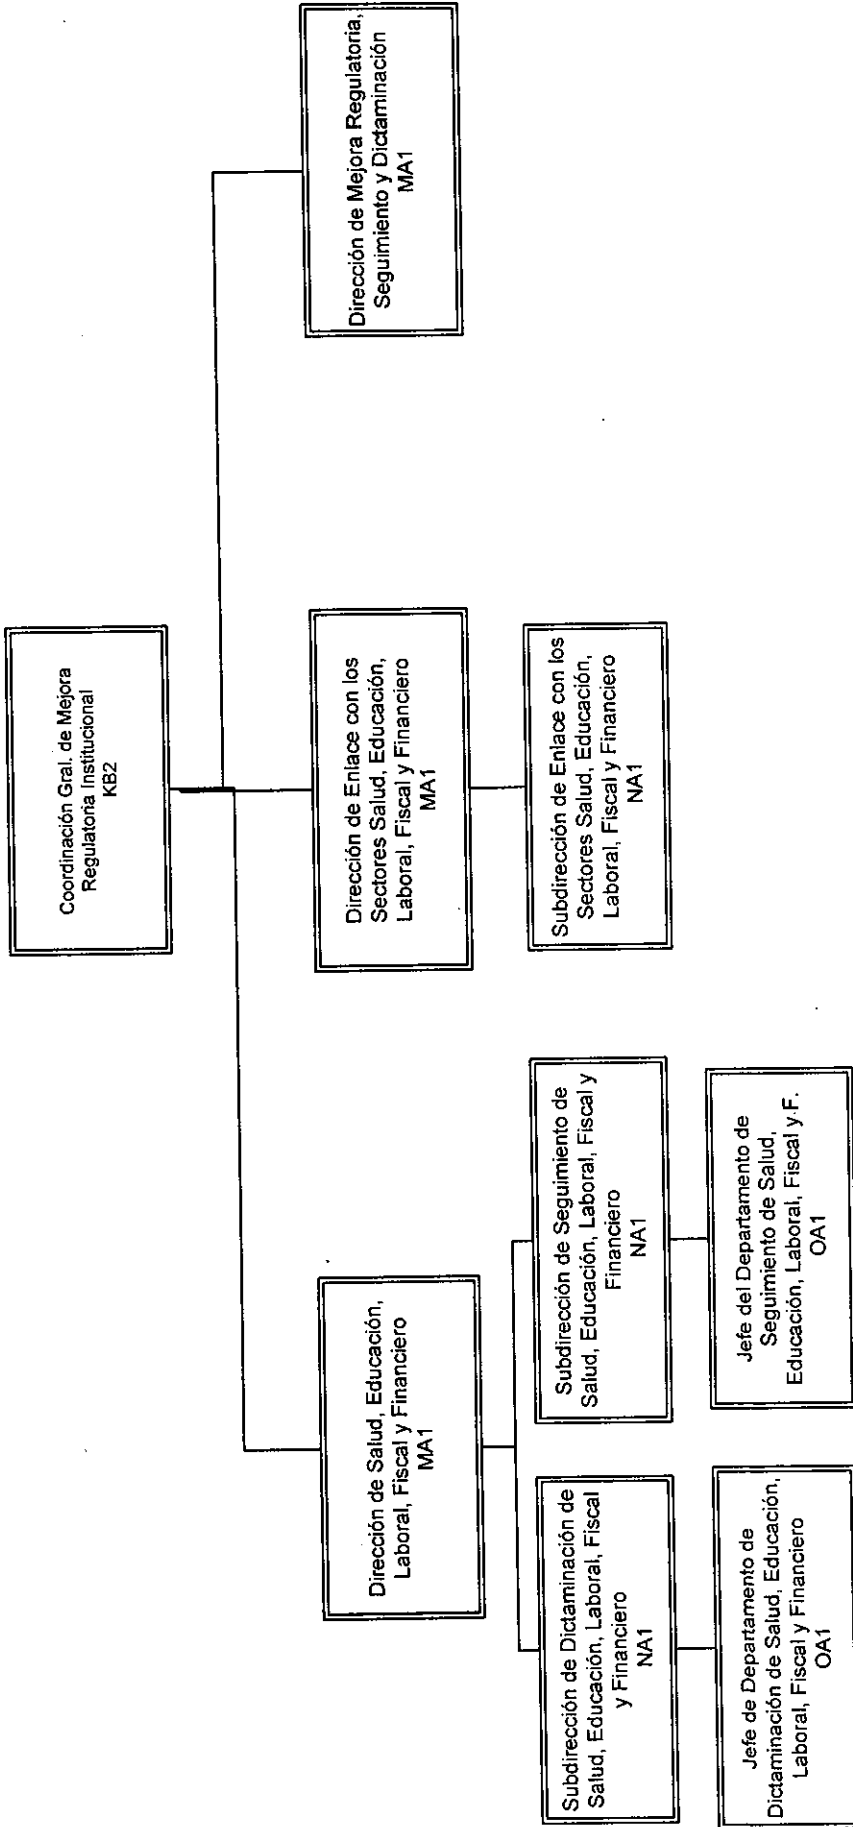 Coordinación Gral. de Mejora
Regulatoria Institucional
KB2
Dirección de Salud, Educación,
Laboral, Fiscal y Financiero
MA1
Dirección de Enlace con los
Sectores Salud, Educación,
Laboral, Fiscal y Financiero
MA1
Dirección de Mejora Regulatoria,
Seguimiento y Dictaminación
MA1
Subdirección de Dictaminación de
Salud, Educación, Laboral, Fiscal
y Financiero
NA1
Subdirección de Seguimiento de
Salud, Educación, Laboral, Fiscal y
Financiero
NA1
Subdirección de Enlace con los
Sectores Salud, Educación,
Laboral, Fiscal y Financiero
NA1
Jefe de Departamento de
Dictaminación de Salud, Educación,
Laboral, Fiscal y Financiero
OA1
Jefe del Departamento de
Seguimiento de Salud,
Educación, Laboral, Fiscal y F.
OA1